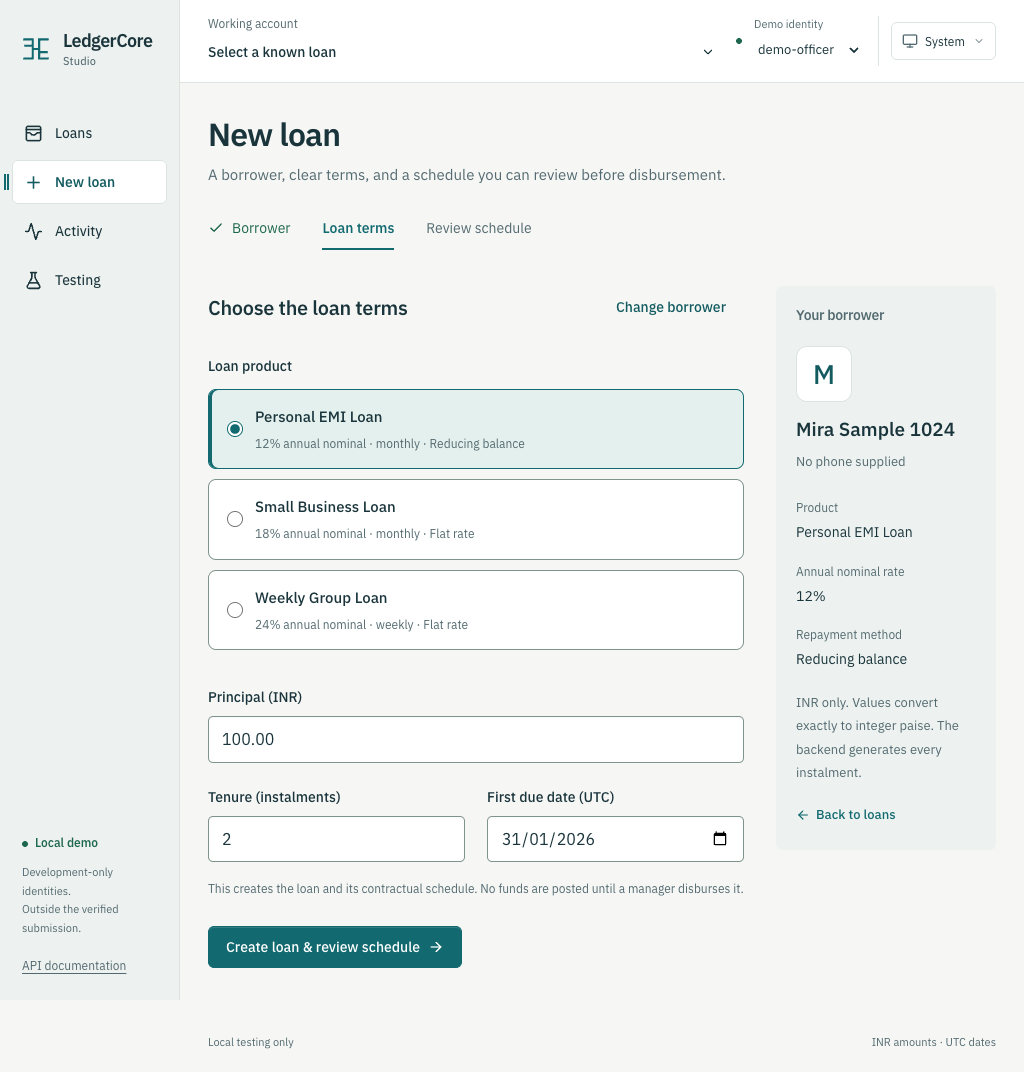 LedgerCore
Studio
Loans
New loan
Activity
Testing
Local demo
Development-only
identities.
Outside the verified
submission.
API documentation
Working account
Select a known loan
Demo identity
demo-officer
System
New loan
A borrower, clear terms, and a schedule you can review before disbursement.
Borrower
Loan terms
Review schedule
Choose the loan terms
Change borrower
Loan product
Personal EMI Loan
12% annual nominal · monthly · Reducing balance
Small Business Loan
18% annual nominal · monthly · Flat rate
Weekly Group Loan
24% annual nominal · weekly · Flat rate
Principal (INR)
100.00
Tenure (instalments)
2
First due date (UTC)
31/01/2026
This creates the loan and its contractual schedule. No funds are posted until a manager disburses it.
Create loan & review schedule
Your borrower
M
Mira Sample 1024
No phone supplied
Product
Personal EMI Loan
Annual nominal rate
12%
Repayment method
Reducing balance
INR only. Values convert
exactly to integer paise. The
backend generates every
instalment.
Back to loans
Local testing only
INR amounts · UTC dates